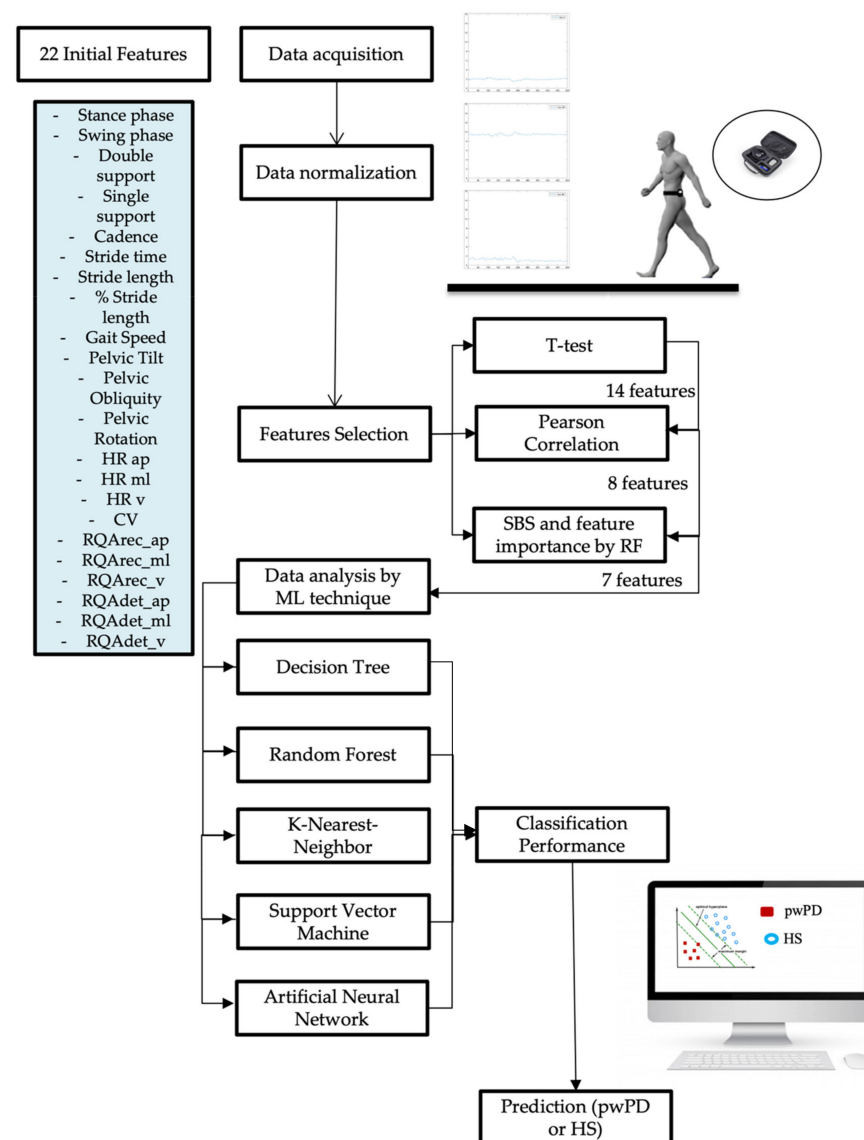 22 Initial Features
- Stance phase
- Swing phase
- Double
support
- Single
support
- Cadence
- Stride time
- Stride length
- % Stride
length
- Gait Speed
- Pelvic Tilt
- Pelvic
Obliquity
- Pelvic
Rotation
- HR ap
- HR ml
- HR v
- CV
- RQArec_ap
- RQArec_ml
- RQArec_v
- RQAdet_ap
- RQAdet_ml
- RQAdet_v
Data acquisition
Data normalization
Features Selection
T-test
14 features
Pearson
Correlation
8 features
SBS and feature
importance by RF
7 features
Data analysis by
ML technique
Decision Tree
Random Forest
K-Nearest-
Neighbor
Support Vector
Machine
Artificial Neural
Network
Classification
Performance
optimal hyperplane
maximum margin
pwPD
HS
Prediction (pwPD
or HS)